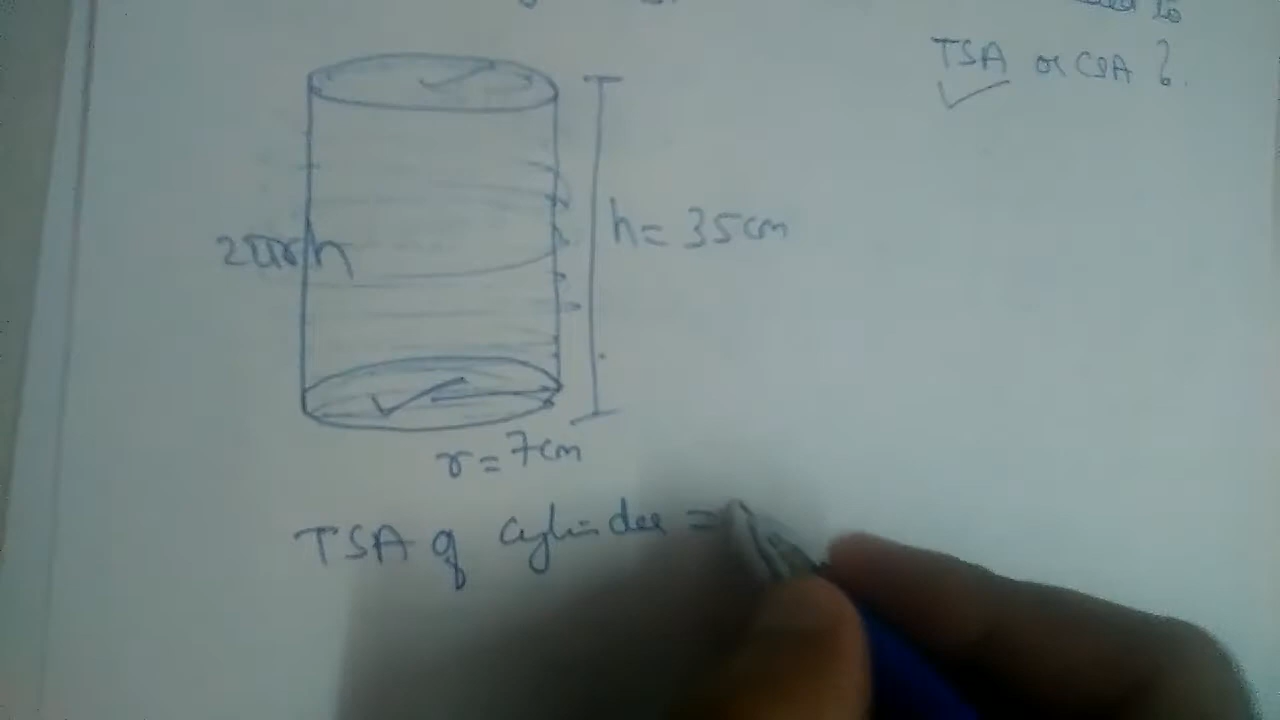 TSA or CSA ?
2πrh
h= 35cm
r=7cm
TSA of cylinder =